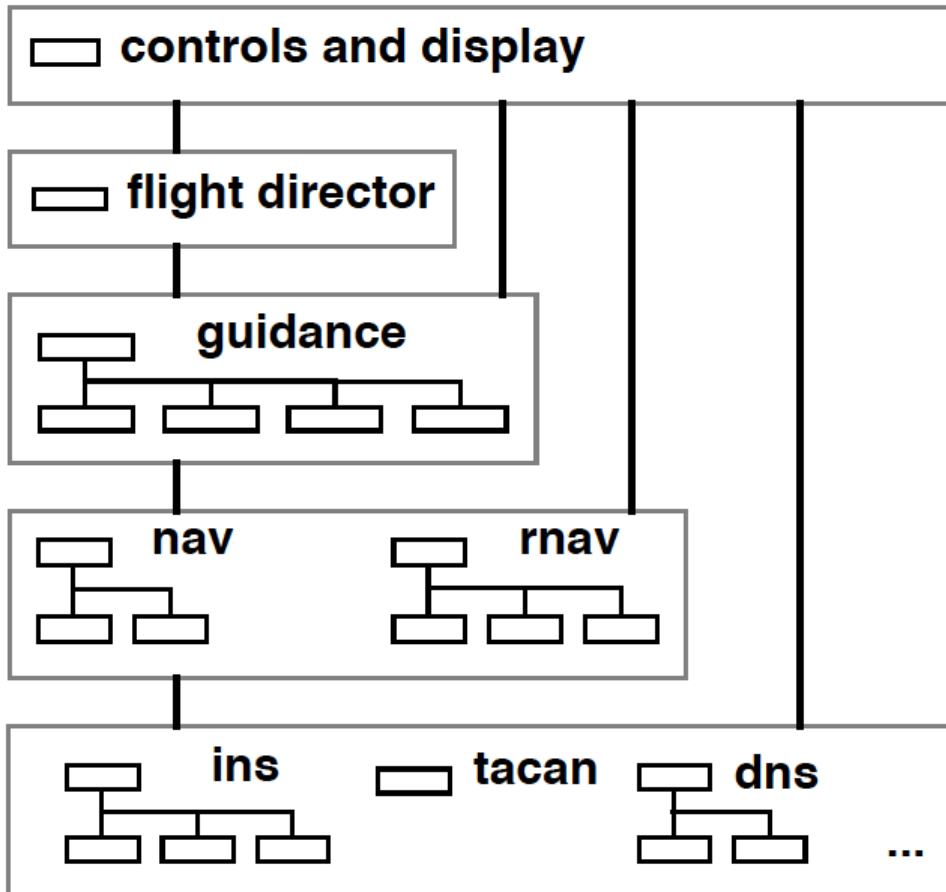 controls and display
flight director
guidance
nav
rnav
ins
tacan
dns
...